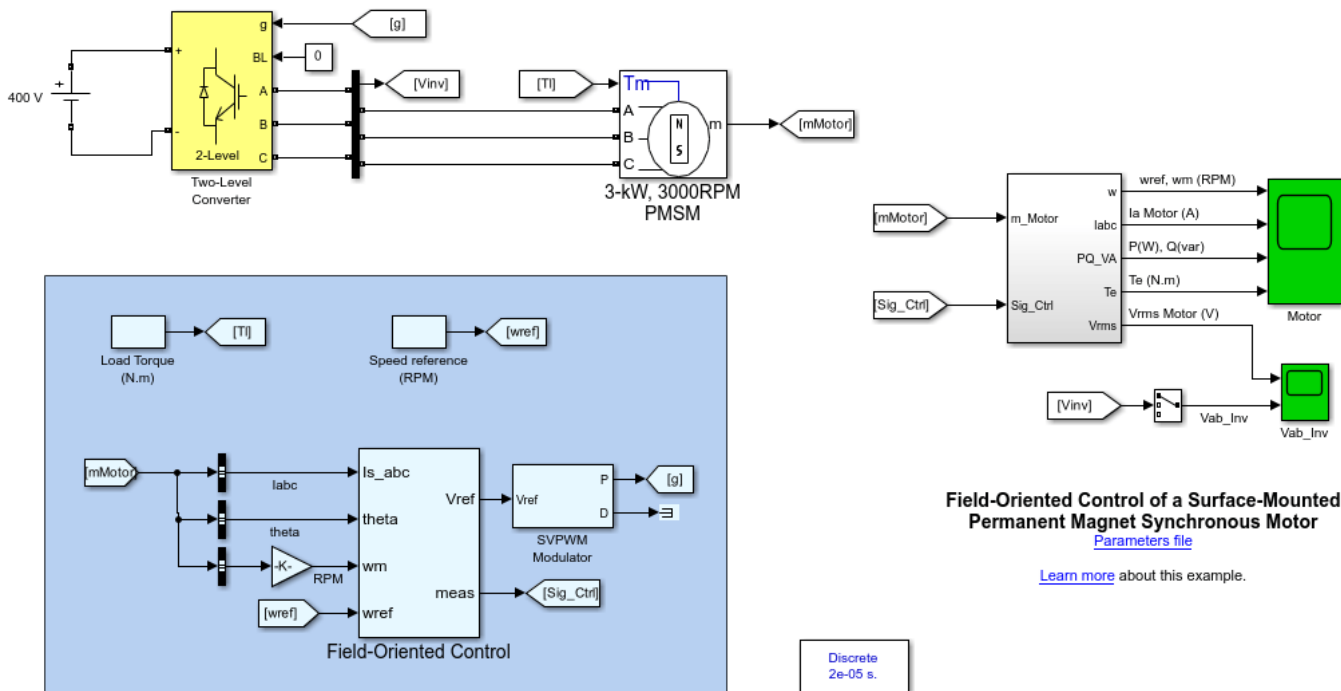 400 V
+
+
-
g
BL
A
B
C
2-Level
Two-Level
Converter
[g]
0
[Vinv]
[Tl]
Tm
A
B
C
N
S
m
3-kW, 3000RPM
PMSM
[mMotor]
[mMotor]
[Sig_Ctrl]
m_Motor
Sig_Ctrl
w
Iabc
PQ_VA
Te
Vrms
wref, wm (RPM)
Ia Motor (A)
P(W), Q(var)
Te (N.m)
Vrms Motor (V)
Motor
[Vinv]
Vab_Inv
Vab_Inv
Load Torque
(N.m)
[Tl]
Speed reference
(RPM)
[wref]
[mMotor]
Iabc
theta
-K-
RPM
[wref]
Is_abc
theta
wm
wref
Vref
meas
Field-Oriented Control
Vref
P
D
SVPWM
Modulator
[g]
[Sig_Ctrl]
Field-Oriented Control of a Surface-Mounted
Permanent Magnet Synchronous Motor
Parameters file
Learn more about this example.
Discrete
2e-05 s.